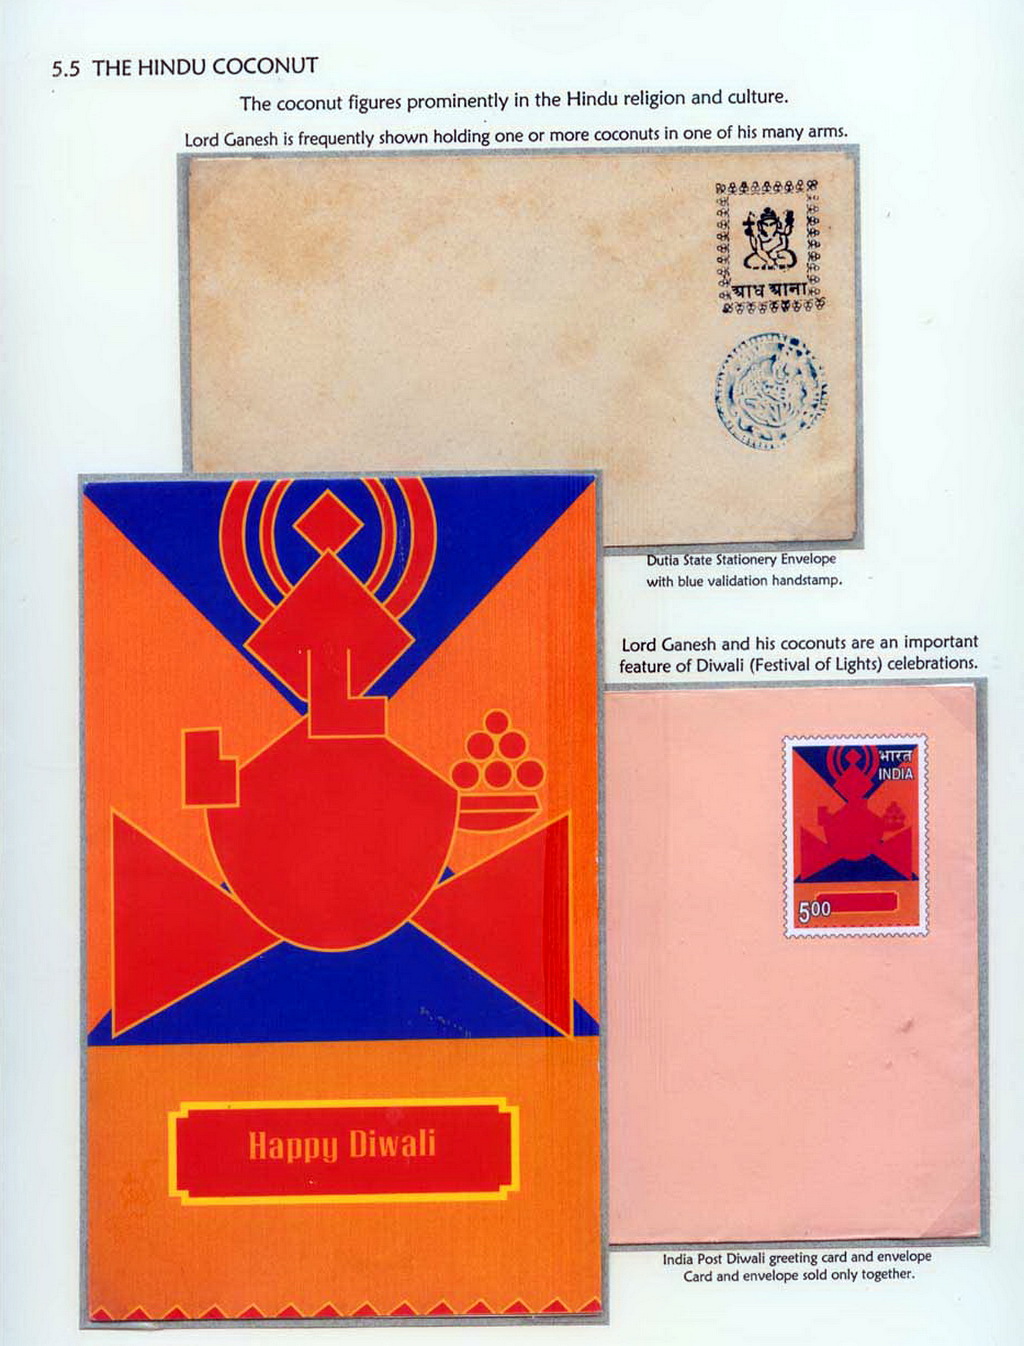 5.5 THE HINDU COCONUT
The coconut figures prominently in the Hindu religion and culture.
Lord Ganesh is frequently shown holding one or more coconuts in one of his many arms.
आध आना
Dutia State Stationery Envelope
with blue validation handstamp.
Lord Ganesh and his coconuts are an important
feature of Diwali (Festival of Lights) celebrations.
भारत
INDIA
500
Happy Diwali
India Post Diwali greeting card and envelope
Card and envelope sold only together.